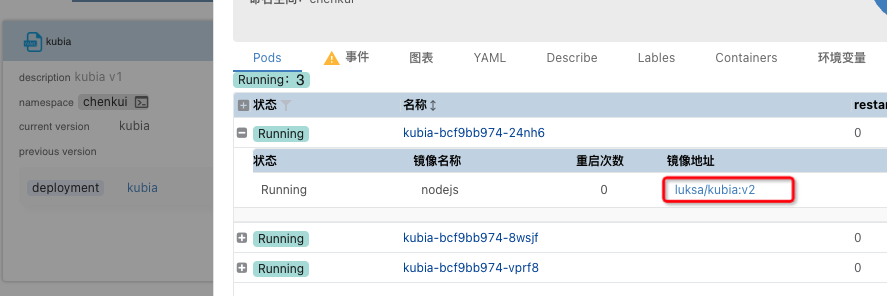 命名空间：chenkui
kubia
description kubia v1
namespace chenkui
current version kubia
previous version
deployment kubia
Pods 事件 图表 YAML Describe Lables Containers 环境变量
Running：3
状态 名称 restar
Running kubia-bcf9bb974-24nh6 0
状态 镜像名称 重启次数 镜像地址
Running nodejs 0 luksa/kubia:v2
Running kubia-bcf9bb974-8wsjf 0
Running kubia-bcf9bb974-vprf8 0